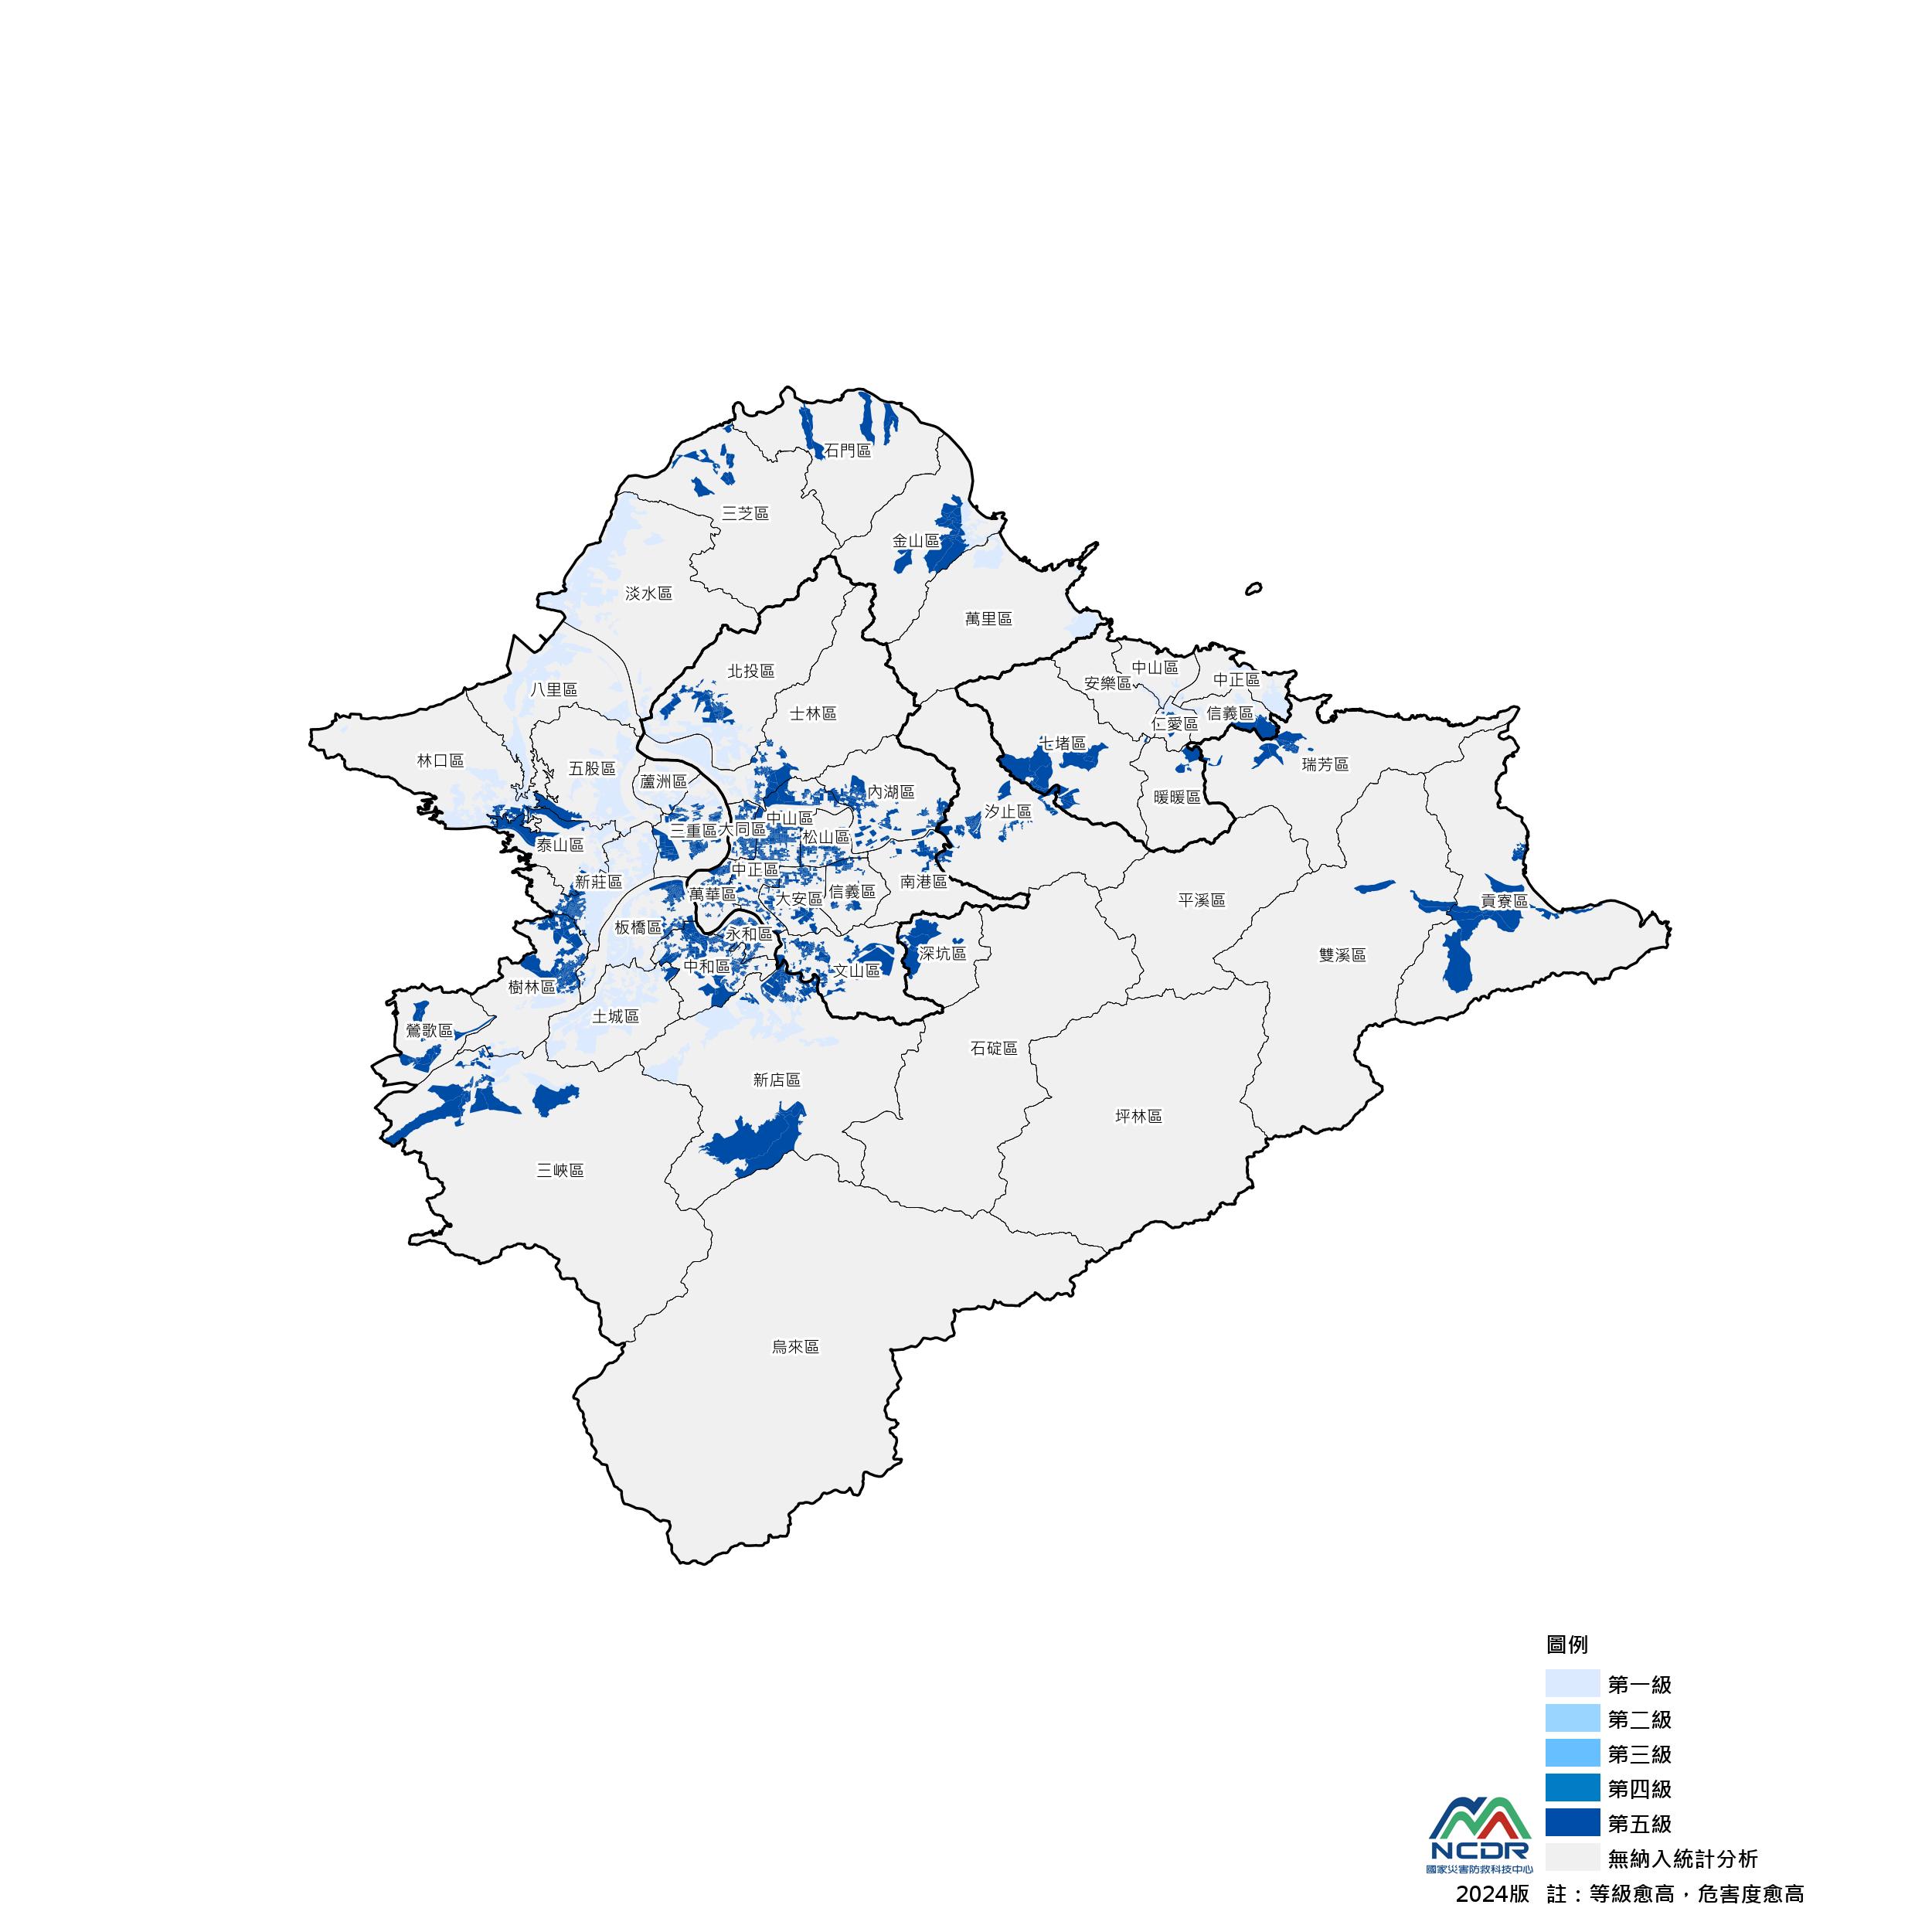 石門區
三芝區
金山區
淡水區
萬里區
北投區
中山區
中正區
安樂區
八里區
士林區
信義區
仁愛區
七堵區
林口區
五股區
瑞芳區
蘆洲區
內湖區
暖暖區
汐止區
中山區
三重區
大同區
松山區
泰山區
中正區
新莊區
南港區
信義區
萬華區
大安區
平溪區
貢寮區
板橋區
永和區
深坑區
雙溪區
中和區
文山區
樹林區
土城區
鶯歌區
石碇區
新店區
坪林區
三峽區
烏來區
圖例
第一級
第二級
第三級
第四級
第五級
無納入統計分析
NCDR
國家災害防救科技中心
2024版 註：等級愈高，危害度愈高